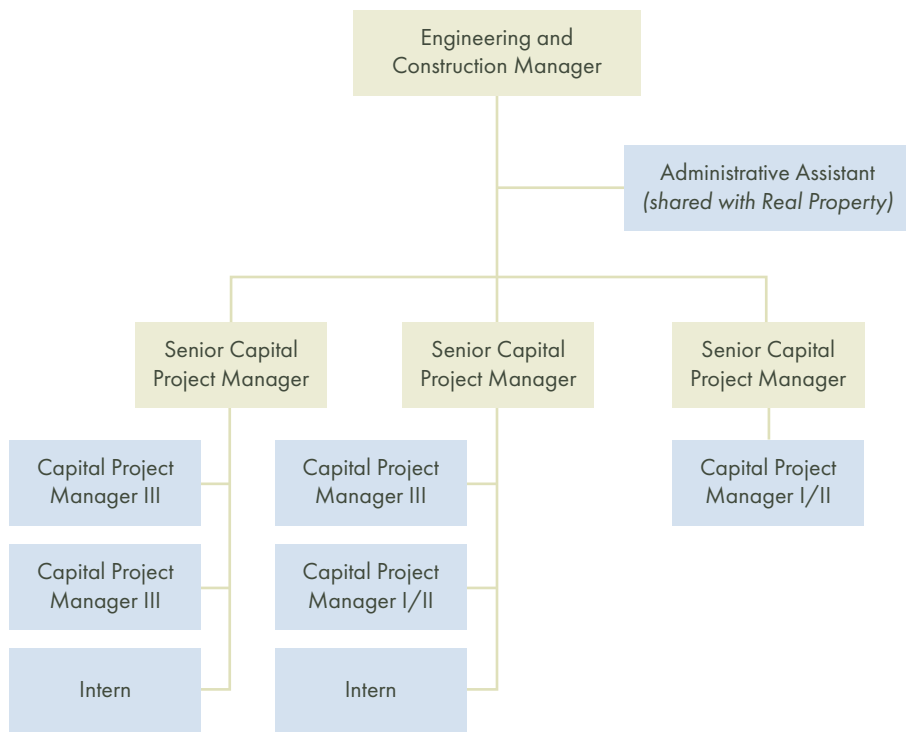 Engineering and
Construction Manager
Administrative Assistant
(shared with Real Property)
Senior Capital
Project Manager
Senior Capital
Project Manager
Senior Capital
Project Manager
Capital Project
Manager III
Capital Project
Manager III
Capital Project
Manager I/II
Capital Project
Manager III
Capital Project
Manager I/II
Intern
Intern